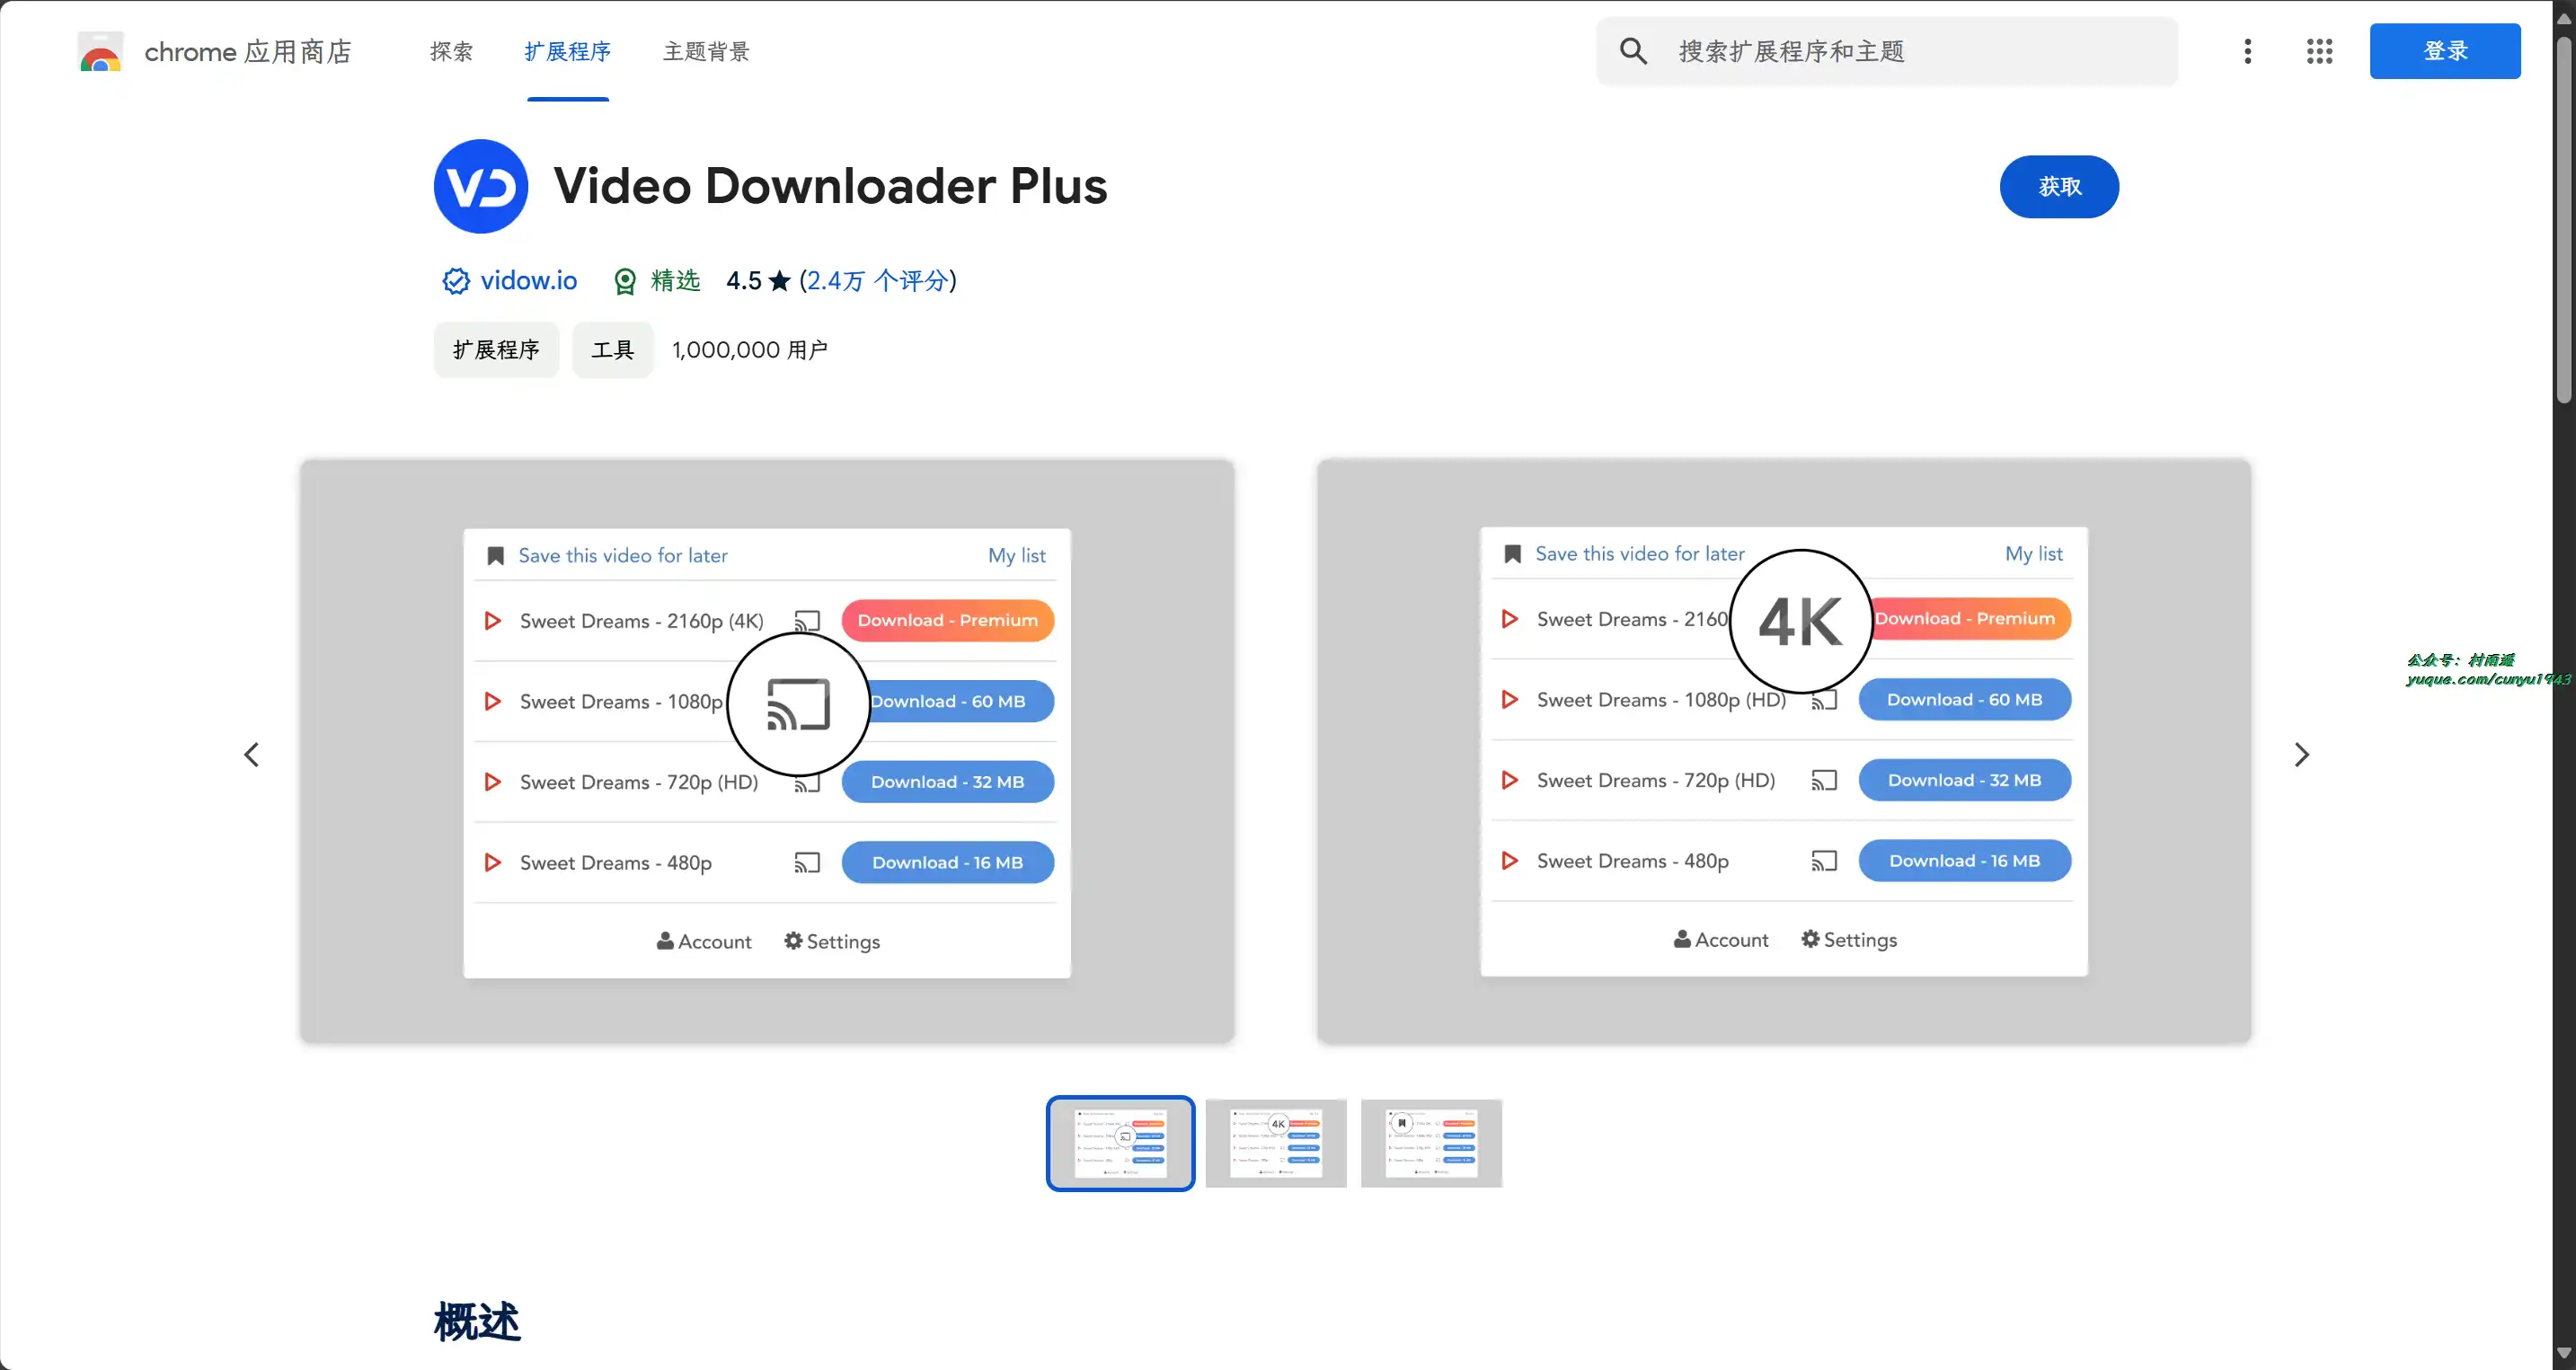 chrome 应用商店 探索 扩展程序 主题背景 搜索扩展程序和主题 登录
VD Video Downloader Plus 获取
vidow.io 精选 4.5 ★ (2.4万 个评分)
扩展程序 工具 1,000,000 用户
Save this video for later My list
Sweet Dreams - 2160p (4K) Download - Premium
Sweet Dreams - 1080p Download - 60 MB
Sweet Dreams - 720p (HD) Download - 32 MB
Sweet Dreams - 480p Download - 16 MB
Account Settings
Save this video for later My list
Sweet Dreams - 2160 4K Download - Premium
Sweet Dreams - 1080p (HD) Download - 60 MB
Sweet Dreams - 720p (HD) Download - 32 MB
Sweet Dreams - 480p Download - 16 MB
Account Settings
公众号：村雨遥
yuque.com/cunyu1943
4K
概述